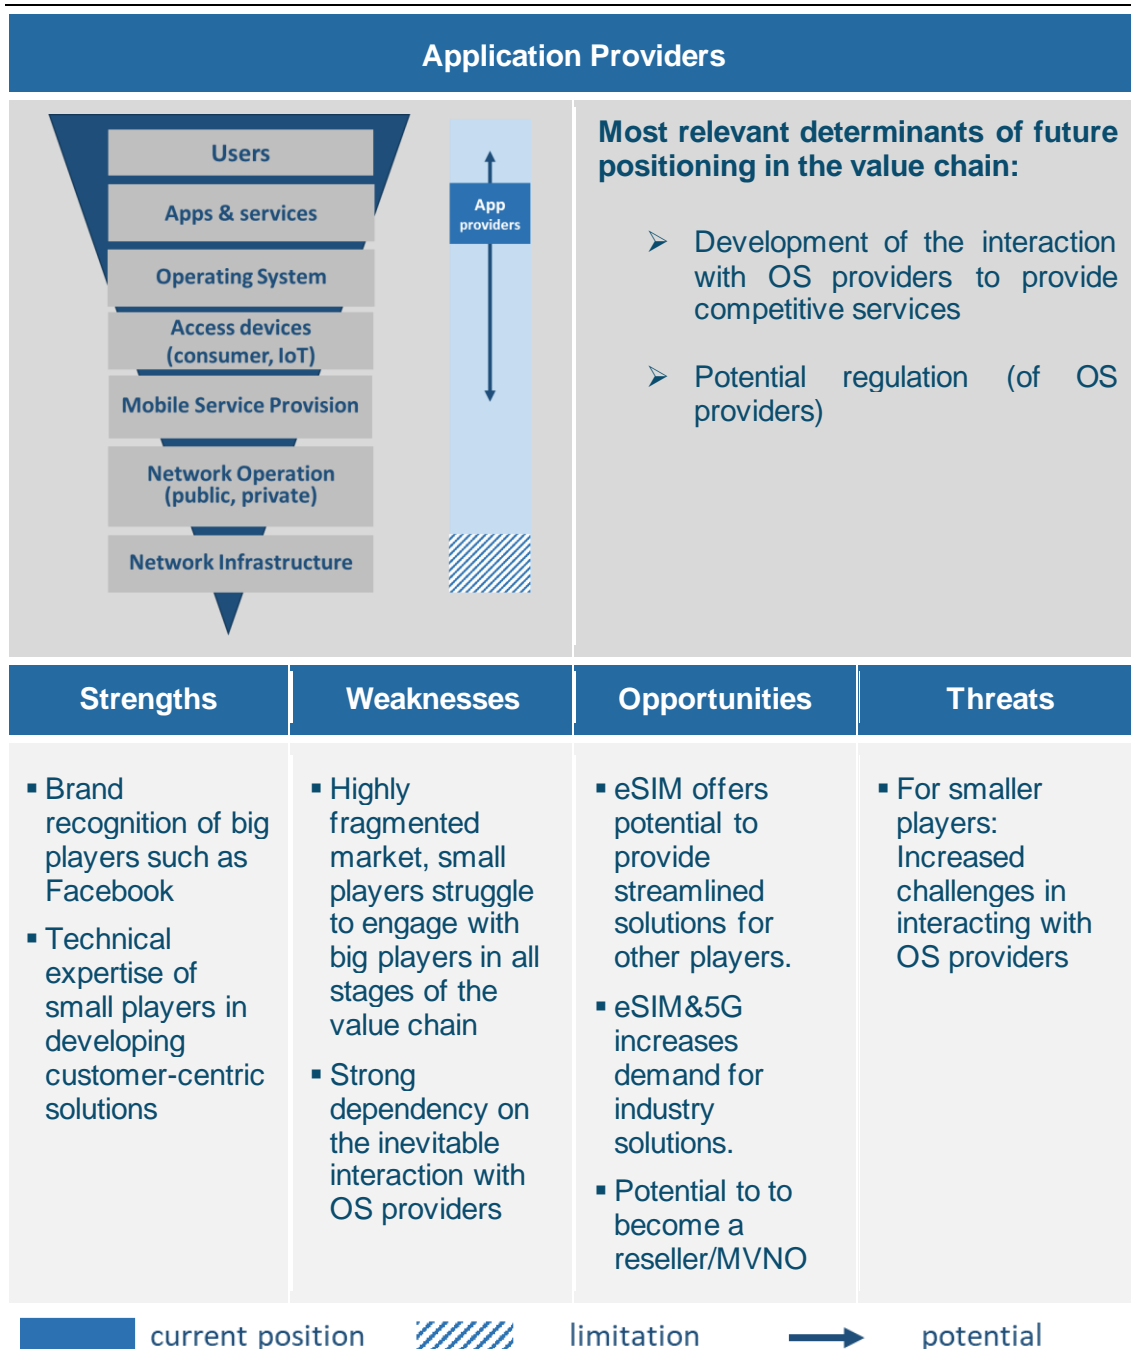 Application Providers
Users
Apps & services
Operating System
Access devices
(consumer, IoT)
Mobile Service Provision
Network Operation
(public, private)
Network Infrastructure
App
providers
Most relevant determinants of future
positioning in the value chain:
➢ Development of the interaction
with OS providers to provide
competitive services
➢ Potential regulation (of OS
providers)
Strengths
Weaknesses
Opportunities
Threats
▪ Brand
recognition of big
players such as
Facebook
▪ Technical
expertise of
small players in
developing
customer-centric
solutions
▪ Highly
fragmented
market, small
players struggle
to engage with
big players in all
stages of the
value chain
▪ Strong
dependency on
the inevitable
interaction with
OS providers
▪ eSIM offers
potential to
provide
streamlined
solutions for
other players.
▪ eSIM&5G
increases
demand for
industry
solutions.
▪ Potential to to
become a
reseller/MVNO
▪ For smaller
players:
Increased
challenges in
interacting with
OS providers
current position
limitation
potential